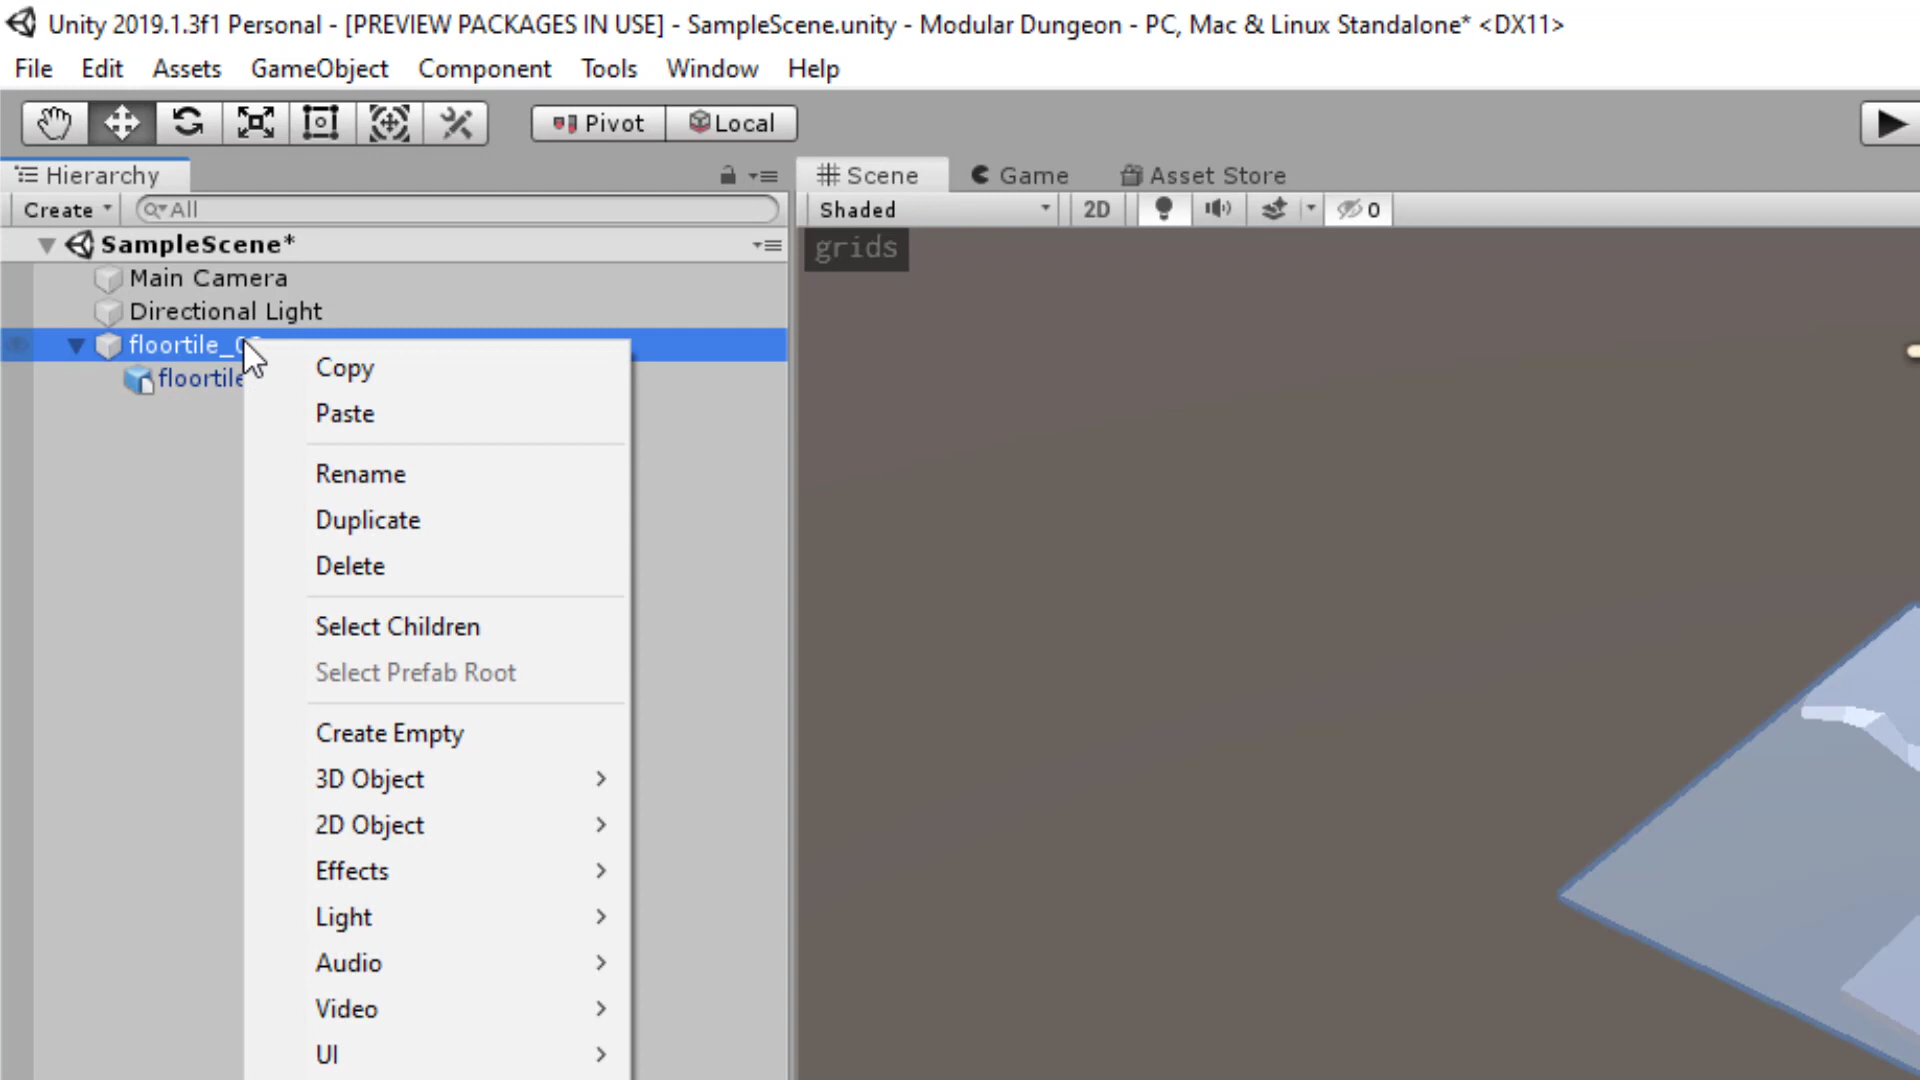 Unity 2019.1.3f1 Personal - [PREVIEW PACKAGES IN USE] - SampleScene.unity - Modular Dungeon - PC, Mac & Linux Standalone* <DX11>
File Edit Assets GameObject Component Tools Window Help
Pivot Local
Hierarchy Scene Game Asset Store
Create All Shaded 2D 0
SampleScene* grids
Main Camera
Directional Light
floortile
Copy
Paste
Rename
Duplicate
Delete
Select Children
Select Prefab Root
Create Empty
3D Object
2D Object
Effects
Light
Audio
Video
UI